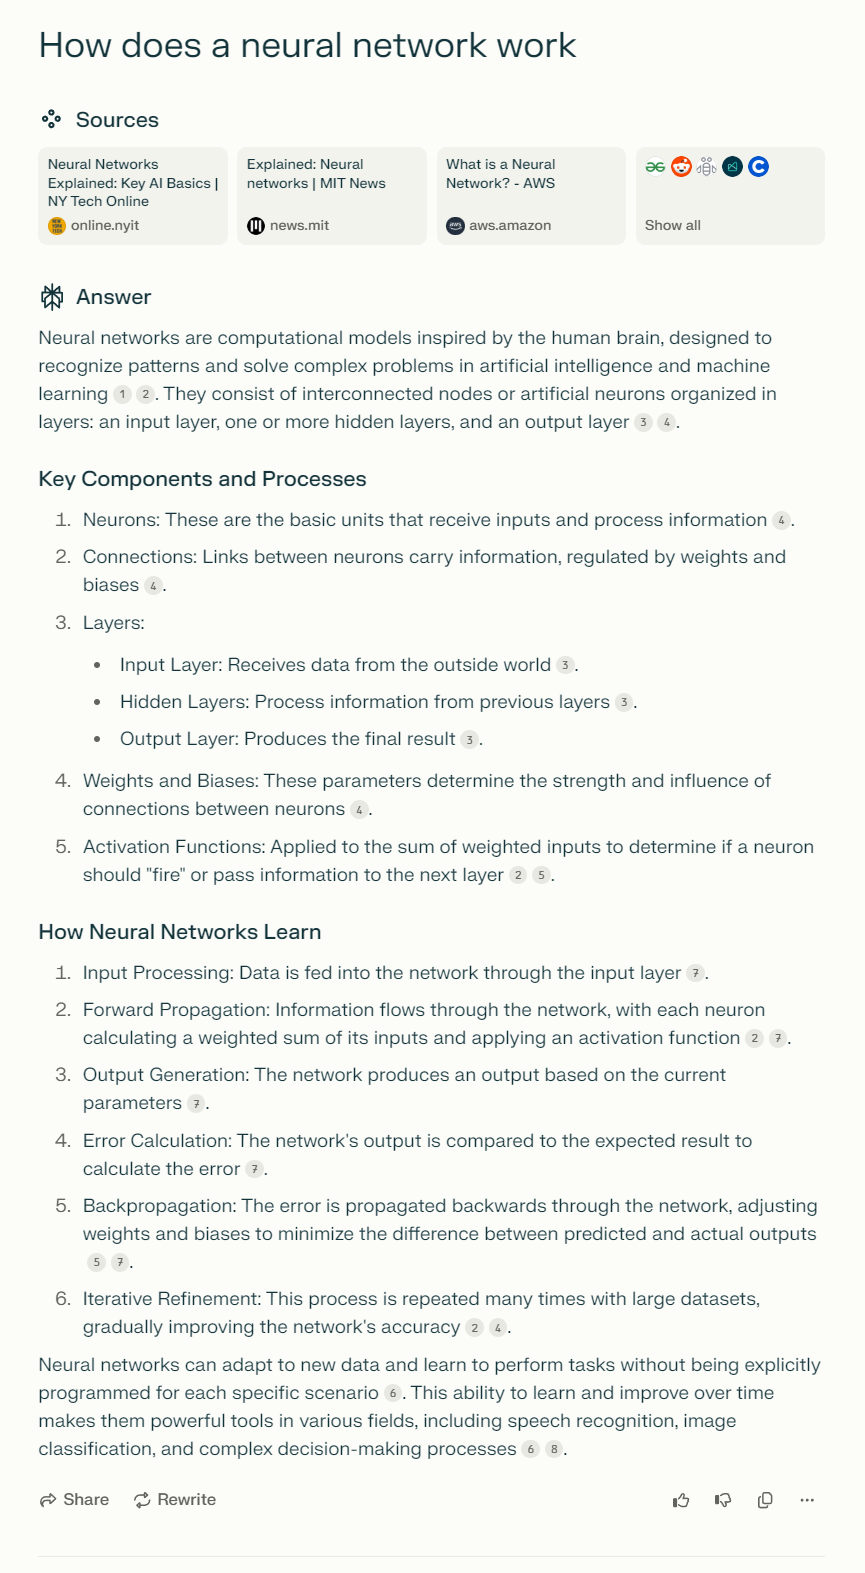 How does a neural network work
Sources
Neural Networks
Explained: Key AI Basics |
NY Tech Online
online.nyit
Explained: Neural
networks | MIT News
news.mit
What is a Neural
Network? - AWS
aws
aws.amazon
Show all
Answer
Neural networks are computational models inspired by the human brain, designed to
recognize patterns and solve complex problems in artificial intelligence and machine
learning 1 2. They consist of interconnected nodes or artificial neurons organized in
layers: an input layer, one or more hidden layers, and an output layer 3 4.
Key Components and Processes
1. Neurons: These are the basic units that receive inputs and process information 4.
2. Connections: Links between neurons carry information, regulated by weights and
biases 4.
3. Layers:
• Input Layer: Receives data from the outside world 3.
• Hidden Layers: Process information from previous layers 3.
• Output Layer: Produces the final result 3.
4. Weights and Biases: These parameters determine the strength and influence of
connections between neurons 4.
5. Activation Functions: Applied to the sum of weighted inputs to determine if a neuron
should "fire" or pass information to the next layer 2 5.
How Neural Networks Learn
1. Input Processing: Data is fed into the network through the input layer 7.
2. Forward Propagation: Information flows through the network, with each neuron
calculating a weighted sum of its inputs and applying an activation function 2 7.
3. Output Generation: The network produces an output based on the current
parameters 7.
4. Error Calculation: The network's output is compared to the expected result to
calculate the error 7.
5. Backpropagation: The error is propagated backwards through the network, adjusting
weights and biases to minimize the difference between predicted and actual outputs
5 7.
6. Iterative Refinement: This process is repeated many times with large datasets,
gradually improving the network's accuracy 2 4.
Neural networks can adapt to new data and learn to perform tasks without being explicitly
programmed for each specific scenario 6. This ability to learn and improve over time
makes them powerful tools in various fields, including speech recognition, image
classification, and complex decision-making processes 6 8.
Share
Rewrite